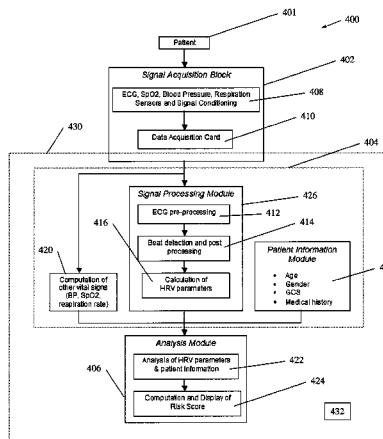 401
400
Patient
402
Signal Acquisition Block
ECG, SpO2, Blood Pressure, Respiration
Sensors and Signal Conditioning
408
430
Data Acquisition Card
410
404
Signal Processing Module
426
416
ECG pre-processing
412
414
420
Beat detection and post
processing
Patient Information
Module
4
Computation of
other vital signs
(BP, SpO2,
respiration rate)
Calculation of
HRV parameters
• Age
• Gender
• GCS
• Medical history
Analysis Module
422
Analysis of HRV parameters
& patient Information
406
424
Computation and Display of
Risk Score
432